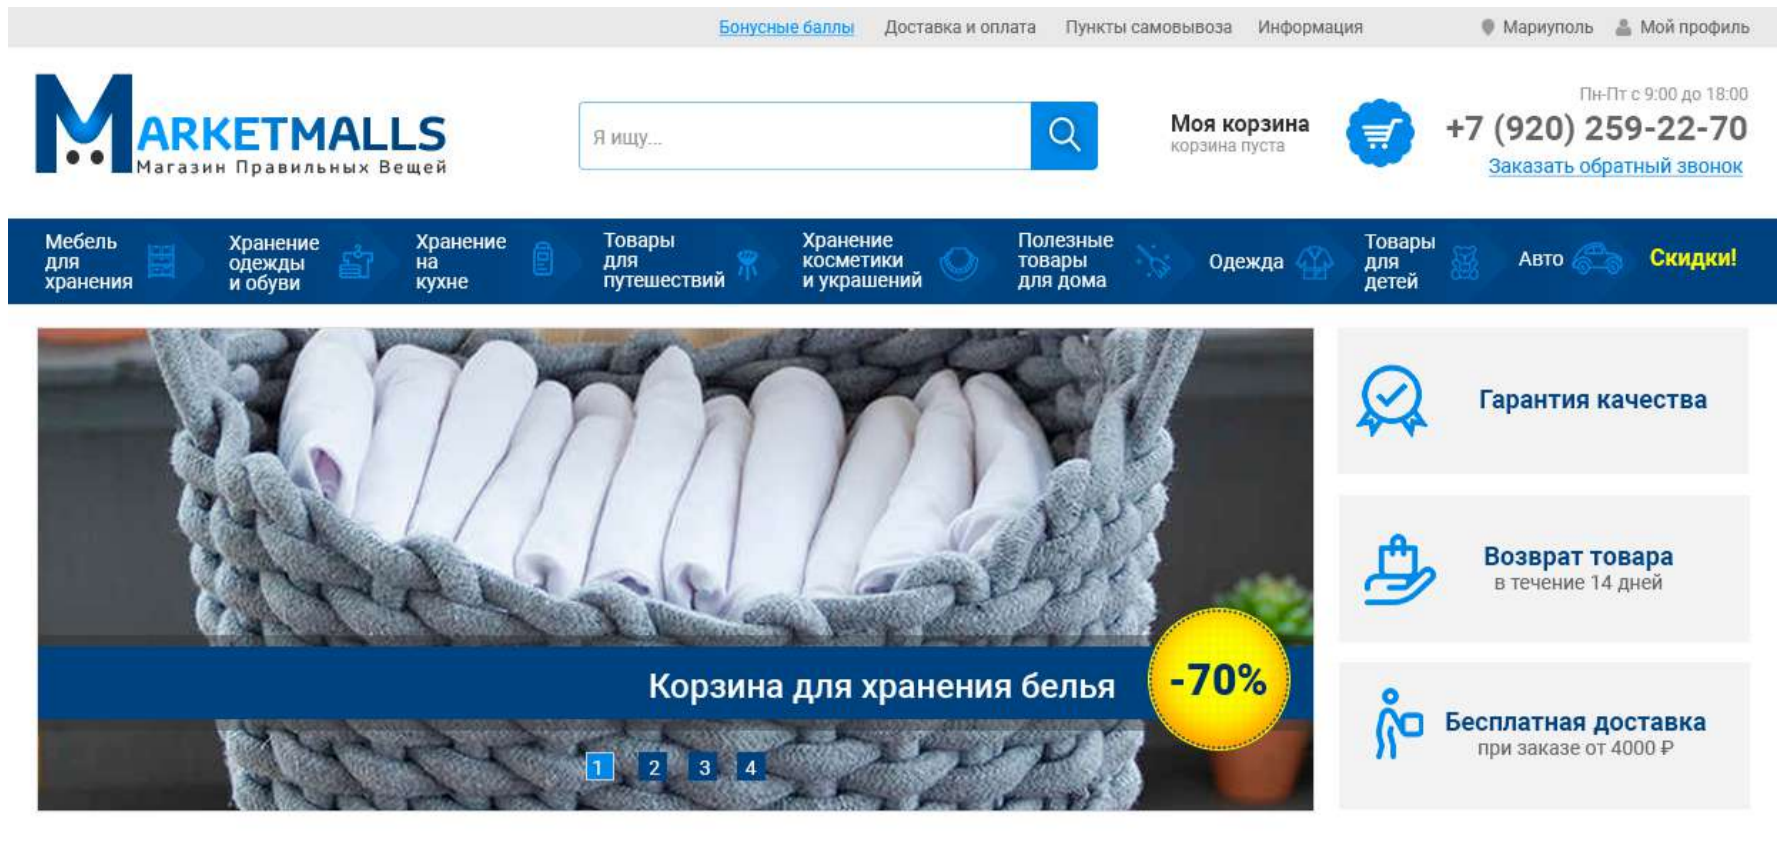 Бонусные баллы Доставка и оплата Пункты самовывоза Информация Мариуполь Мой профиль
MARKETMALLS
Магазин Правильных Вещей
Я ищу...
Моя корзина
корзина пуста
Пн-Пт с 9:00 до 18:00
+7 (920) 259-22-70
Заказать обратный звонок
Мебель
для
хранения
Хранение
одежды
и обуви
Хранение
на
кухне
Товары
для
путешествий
Хранение
косметики
и украшений
Полезные
товары
для дома
Одежда
Товары
для
детей
Авто
Скидки!
Корзина для хранения белья
-70%
1 2 3 4
Гарантия качества
Возврат товара
в течение 14 дней
Бесплатная доставка
при заказе от 4000 ₽